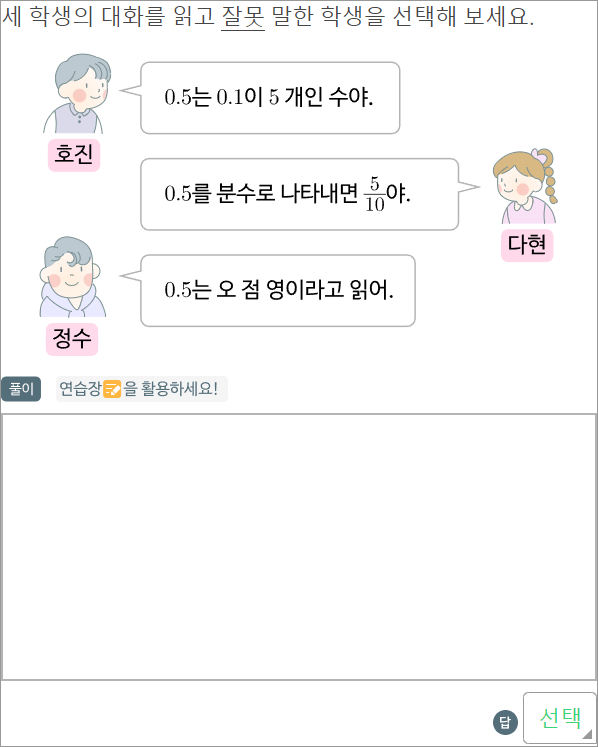 세 학생의 대화를 읽고 잘못 말한 학생을 선택해 보세요.
0.5는 0.1이 5 개인 수야.
호진
0.5를 분수로 나타내면 5/10야.
다현
0.5는 오 점 영이라고 읽어.
정수
풀이 연습장을 활용하세요!
답 선택